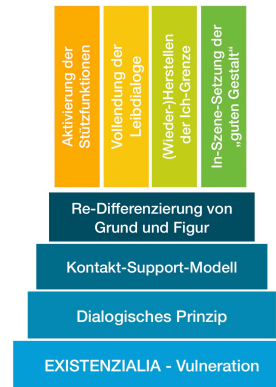 Aktivierung der
Stützfunktionen
Vollendung der
Leibdialoge
(Wieder-)Herstellen
der Ich-Grenze
In-Szene-Setzung der
„guten Gestalt“
Re-Differenzierung von
Grund und Figur
Kontakt-Support-Modell
Dialogisches Prinzip
EXISTENZIALIA - Vulneration